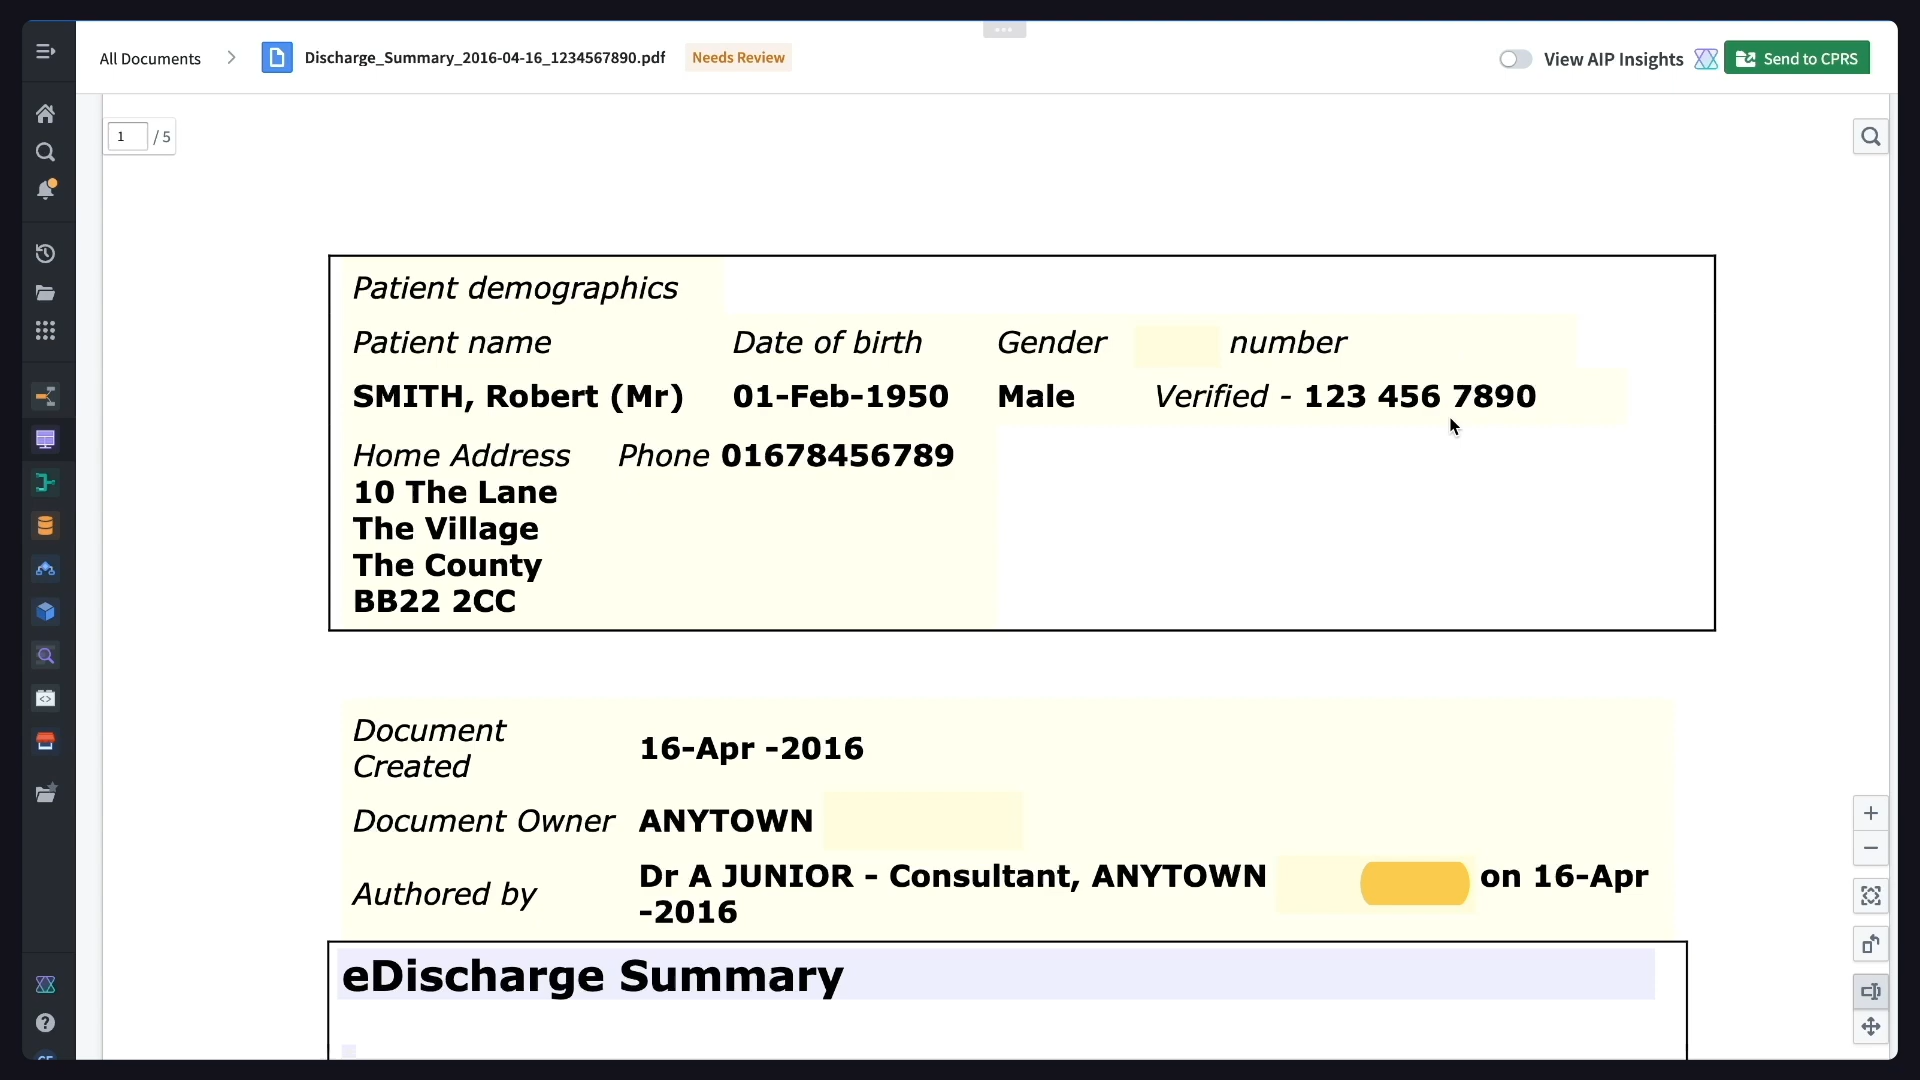 All Documents
Discharge_Summary_2016-04-16_1234567890.pdf
Needs Review
View AIP Insights
Send to CPRS
1 / 5
Patient demographics
Patient name Date of birth Gender number
SMITH, Robert (Mr) 01-Feb-1950 Male Verified - 123 456 7890
Home Address Phone 01678456789
10 The Lane
The Village
The County
BB22 2CC
Document
Created
16-Apr -2016
Document Owner ANYTOWN
Authored by
Dr A JUNIOR - Consultant, ANYTOWN on 16-Apr
-2016
eDischarge Summary